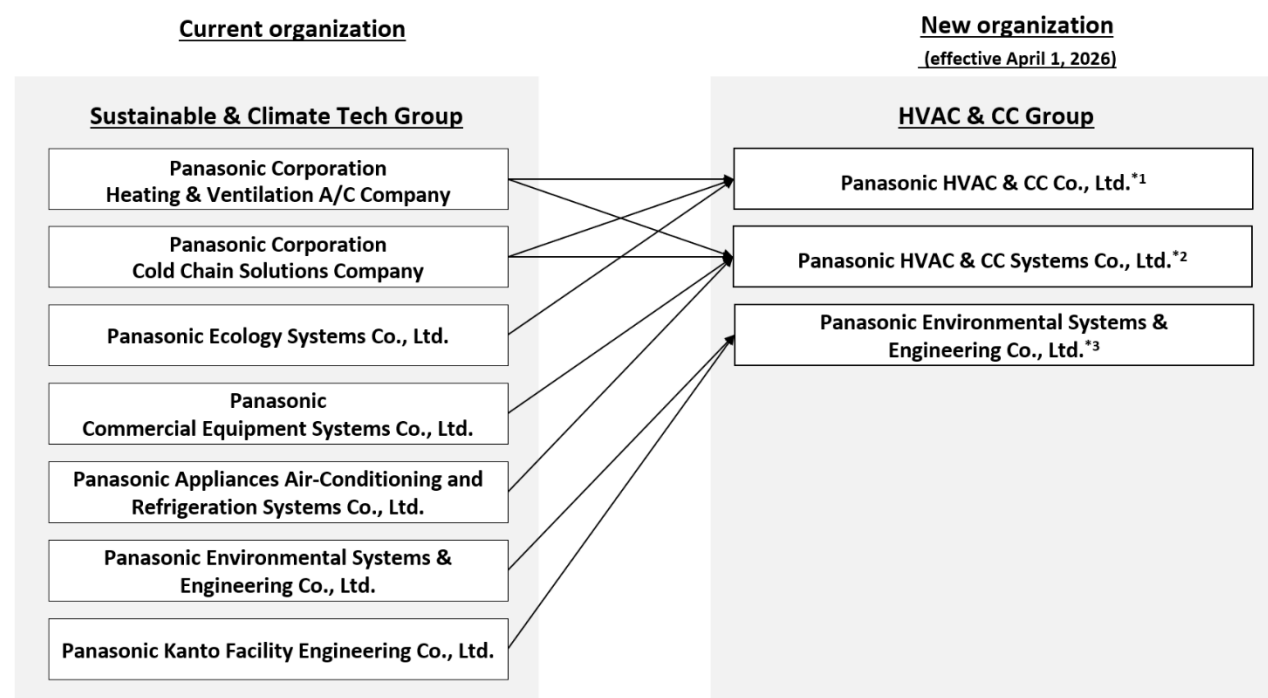 Current organization
Sustainable & Climate Tech Group
Panasonic Corporation
Heating & Ventilation A/C Company
Panasonic Corporation
Cold Chain Solutions Company
Panasonic Ecology Systems Co., Ltd.
Panasonic
Commercial Equipment Systems Co., Ltd.
Panasonic Appliances Air-Conditioning and
Refrigeration Systems Co., Ltd.
Panasonic Environmental Systems &
Engineering Co., Ltd.
Panasonic Kanto Facility Engineering Co., Ltd.
New organization
(effective April 1, 2026)
HVAC & CC Group
Panasonic HVAC & CC Co., Ltd.*1
Panasonic HVAC & CC Systems Co., Ltd.*2
Panasonic Environmental Systems &
Engineering Co., Ltd.*3